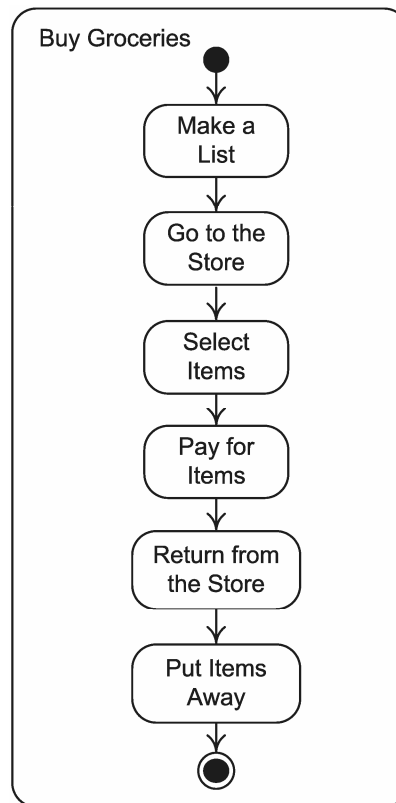 Buy Groceries
Make a
List
Go to the
Store
Select
Items
Pay for
Items
Return from
the Store
Put Items
Away